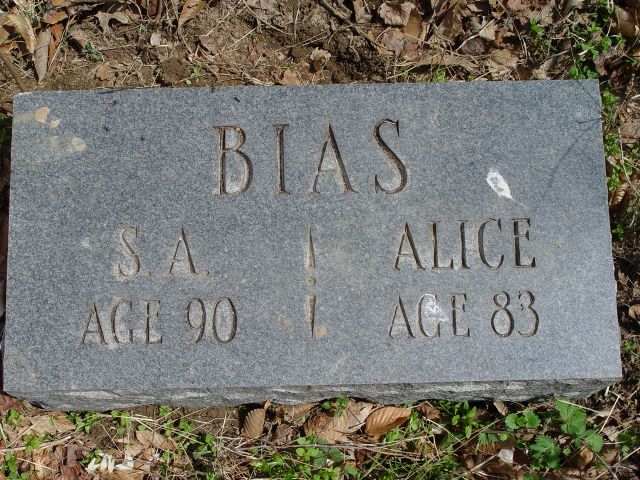 BIAS
S. A. ALICE
AGE 90 AGE 83